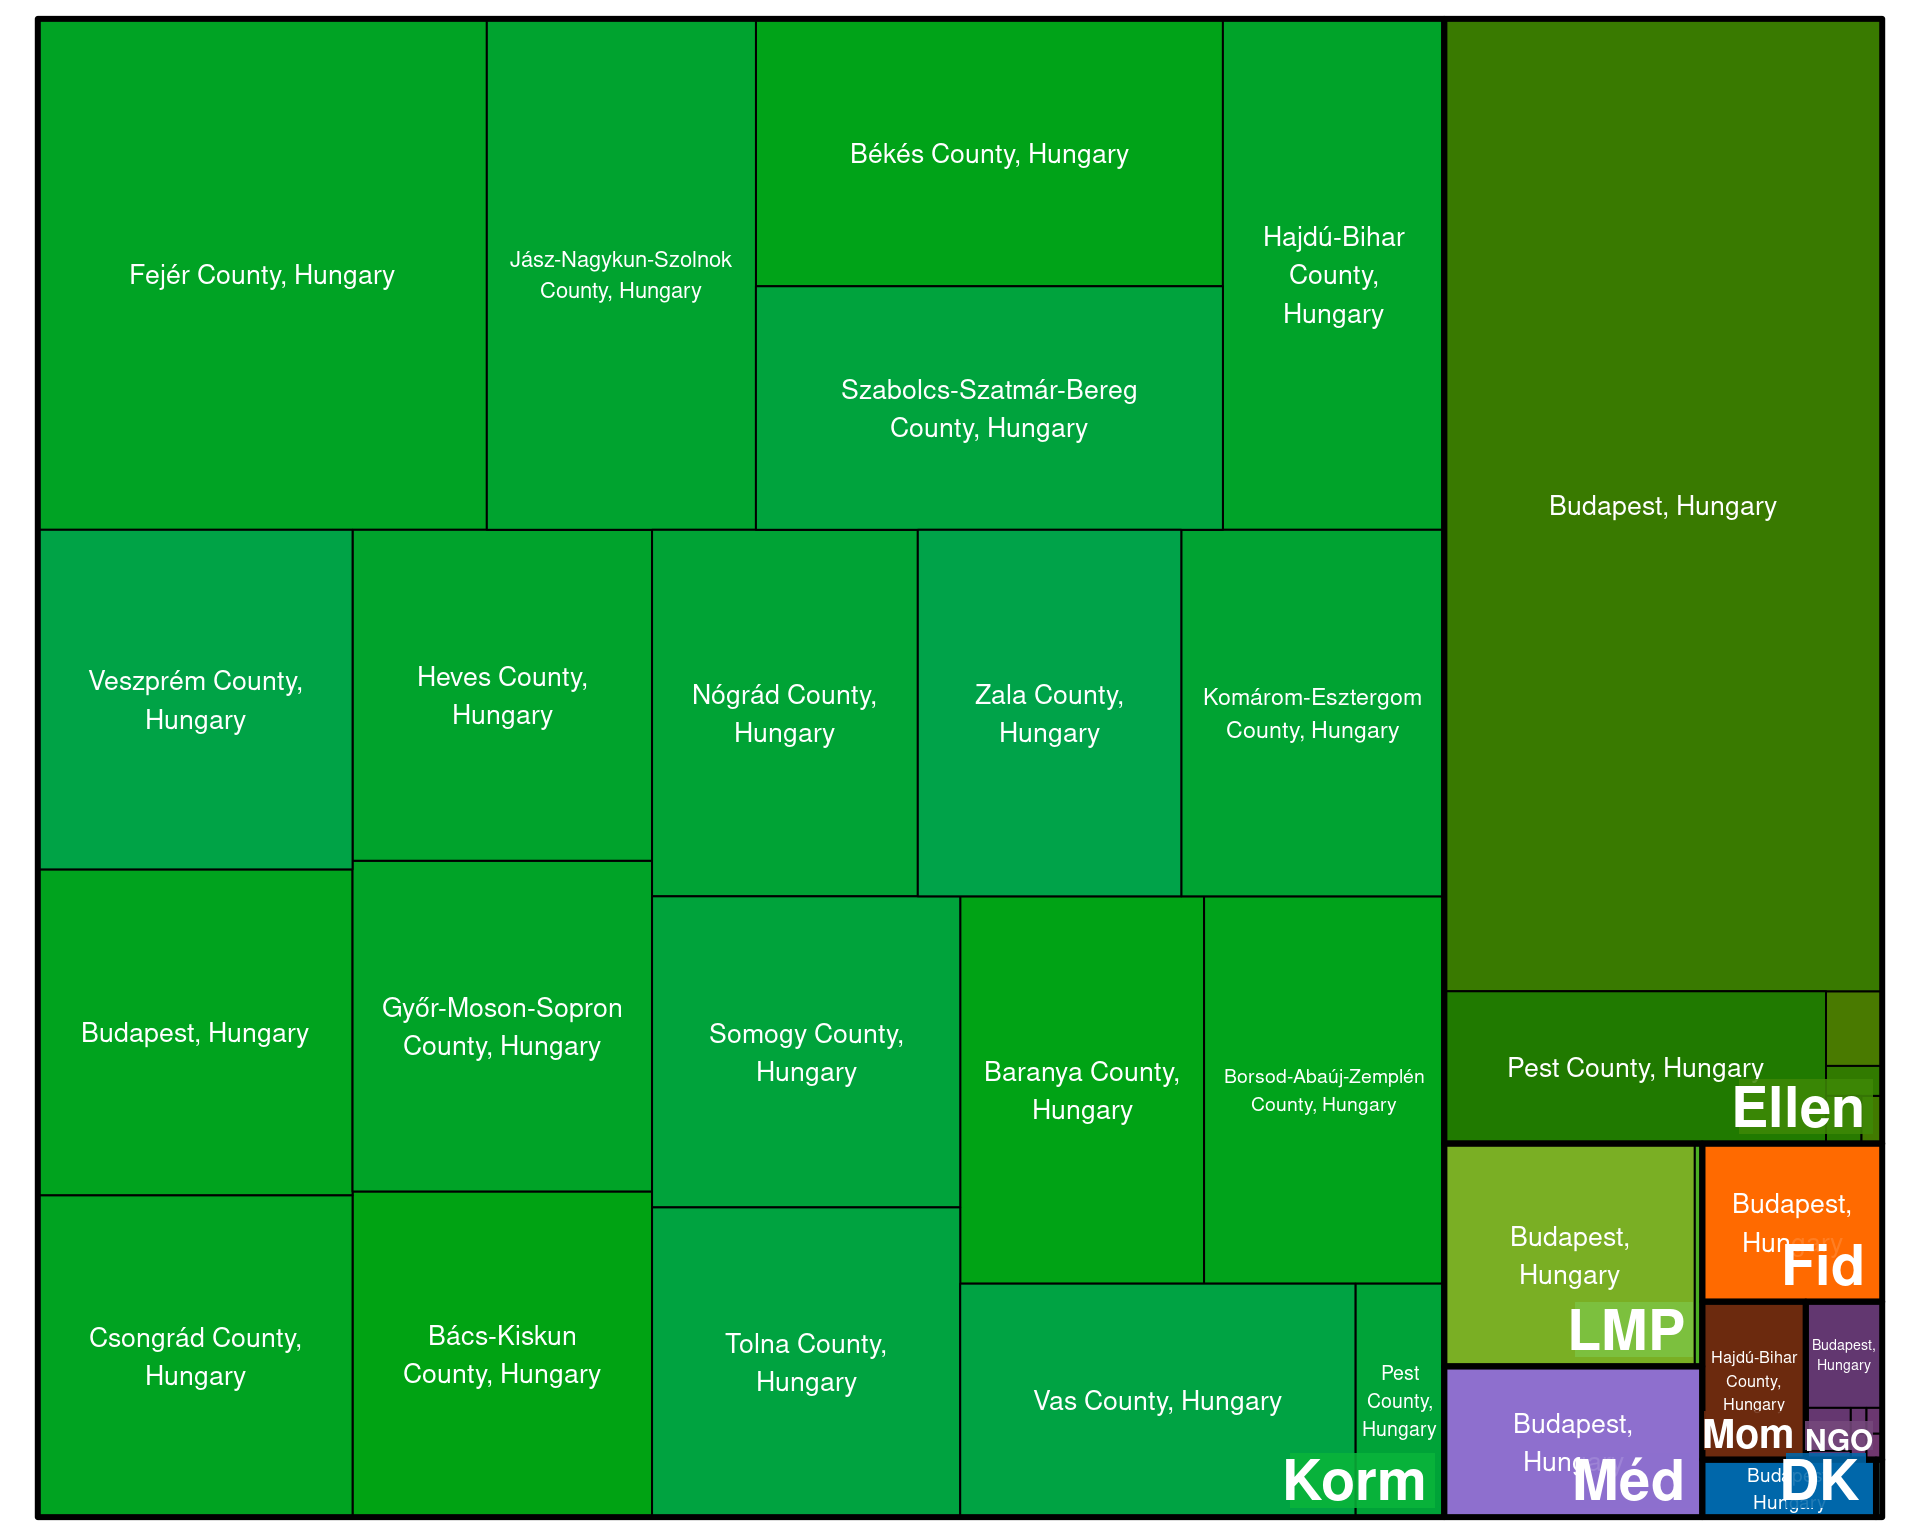 Fejér County, Hungary
Jász-Nagykun-Szolnok
County, Hungary
Békés County, Hungary
Szabolcs-Szatmár-Bereg
County, Hungary
Hajdú-Bihar
County,
Hungary
Veszprém County,
Hungary
Heves County,
Hungary
Nógrád County,
Hungary
Zala County,
Hungary
Komárom-Esztergom
County, Hungary
Budapest, Hungary
Győr-Moson-Sopron
County, Hungary
Somogy County,
Hungary
Baranya County,
Hungary
Borsod-Abaúj-Zemplén
County, Hungary
Csongrád County,
Hungary
Bács-Kiskun
County, Hungary
Tolna County,
Hungary
Vas County, Hungary
Pest
County,
Hungary
Korm
Budapest, Hungary
Pest County, Hungary
Ellen
Budapest,
Hungary
LMP
Budapest,
Hungary
Fid
Budapest,
Hungary
Méd
Hajdú-Bihar
County,
Hungary
Mom
Budapest,
Hungary
NGO
Budapest,
Hungary
DK